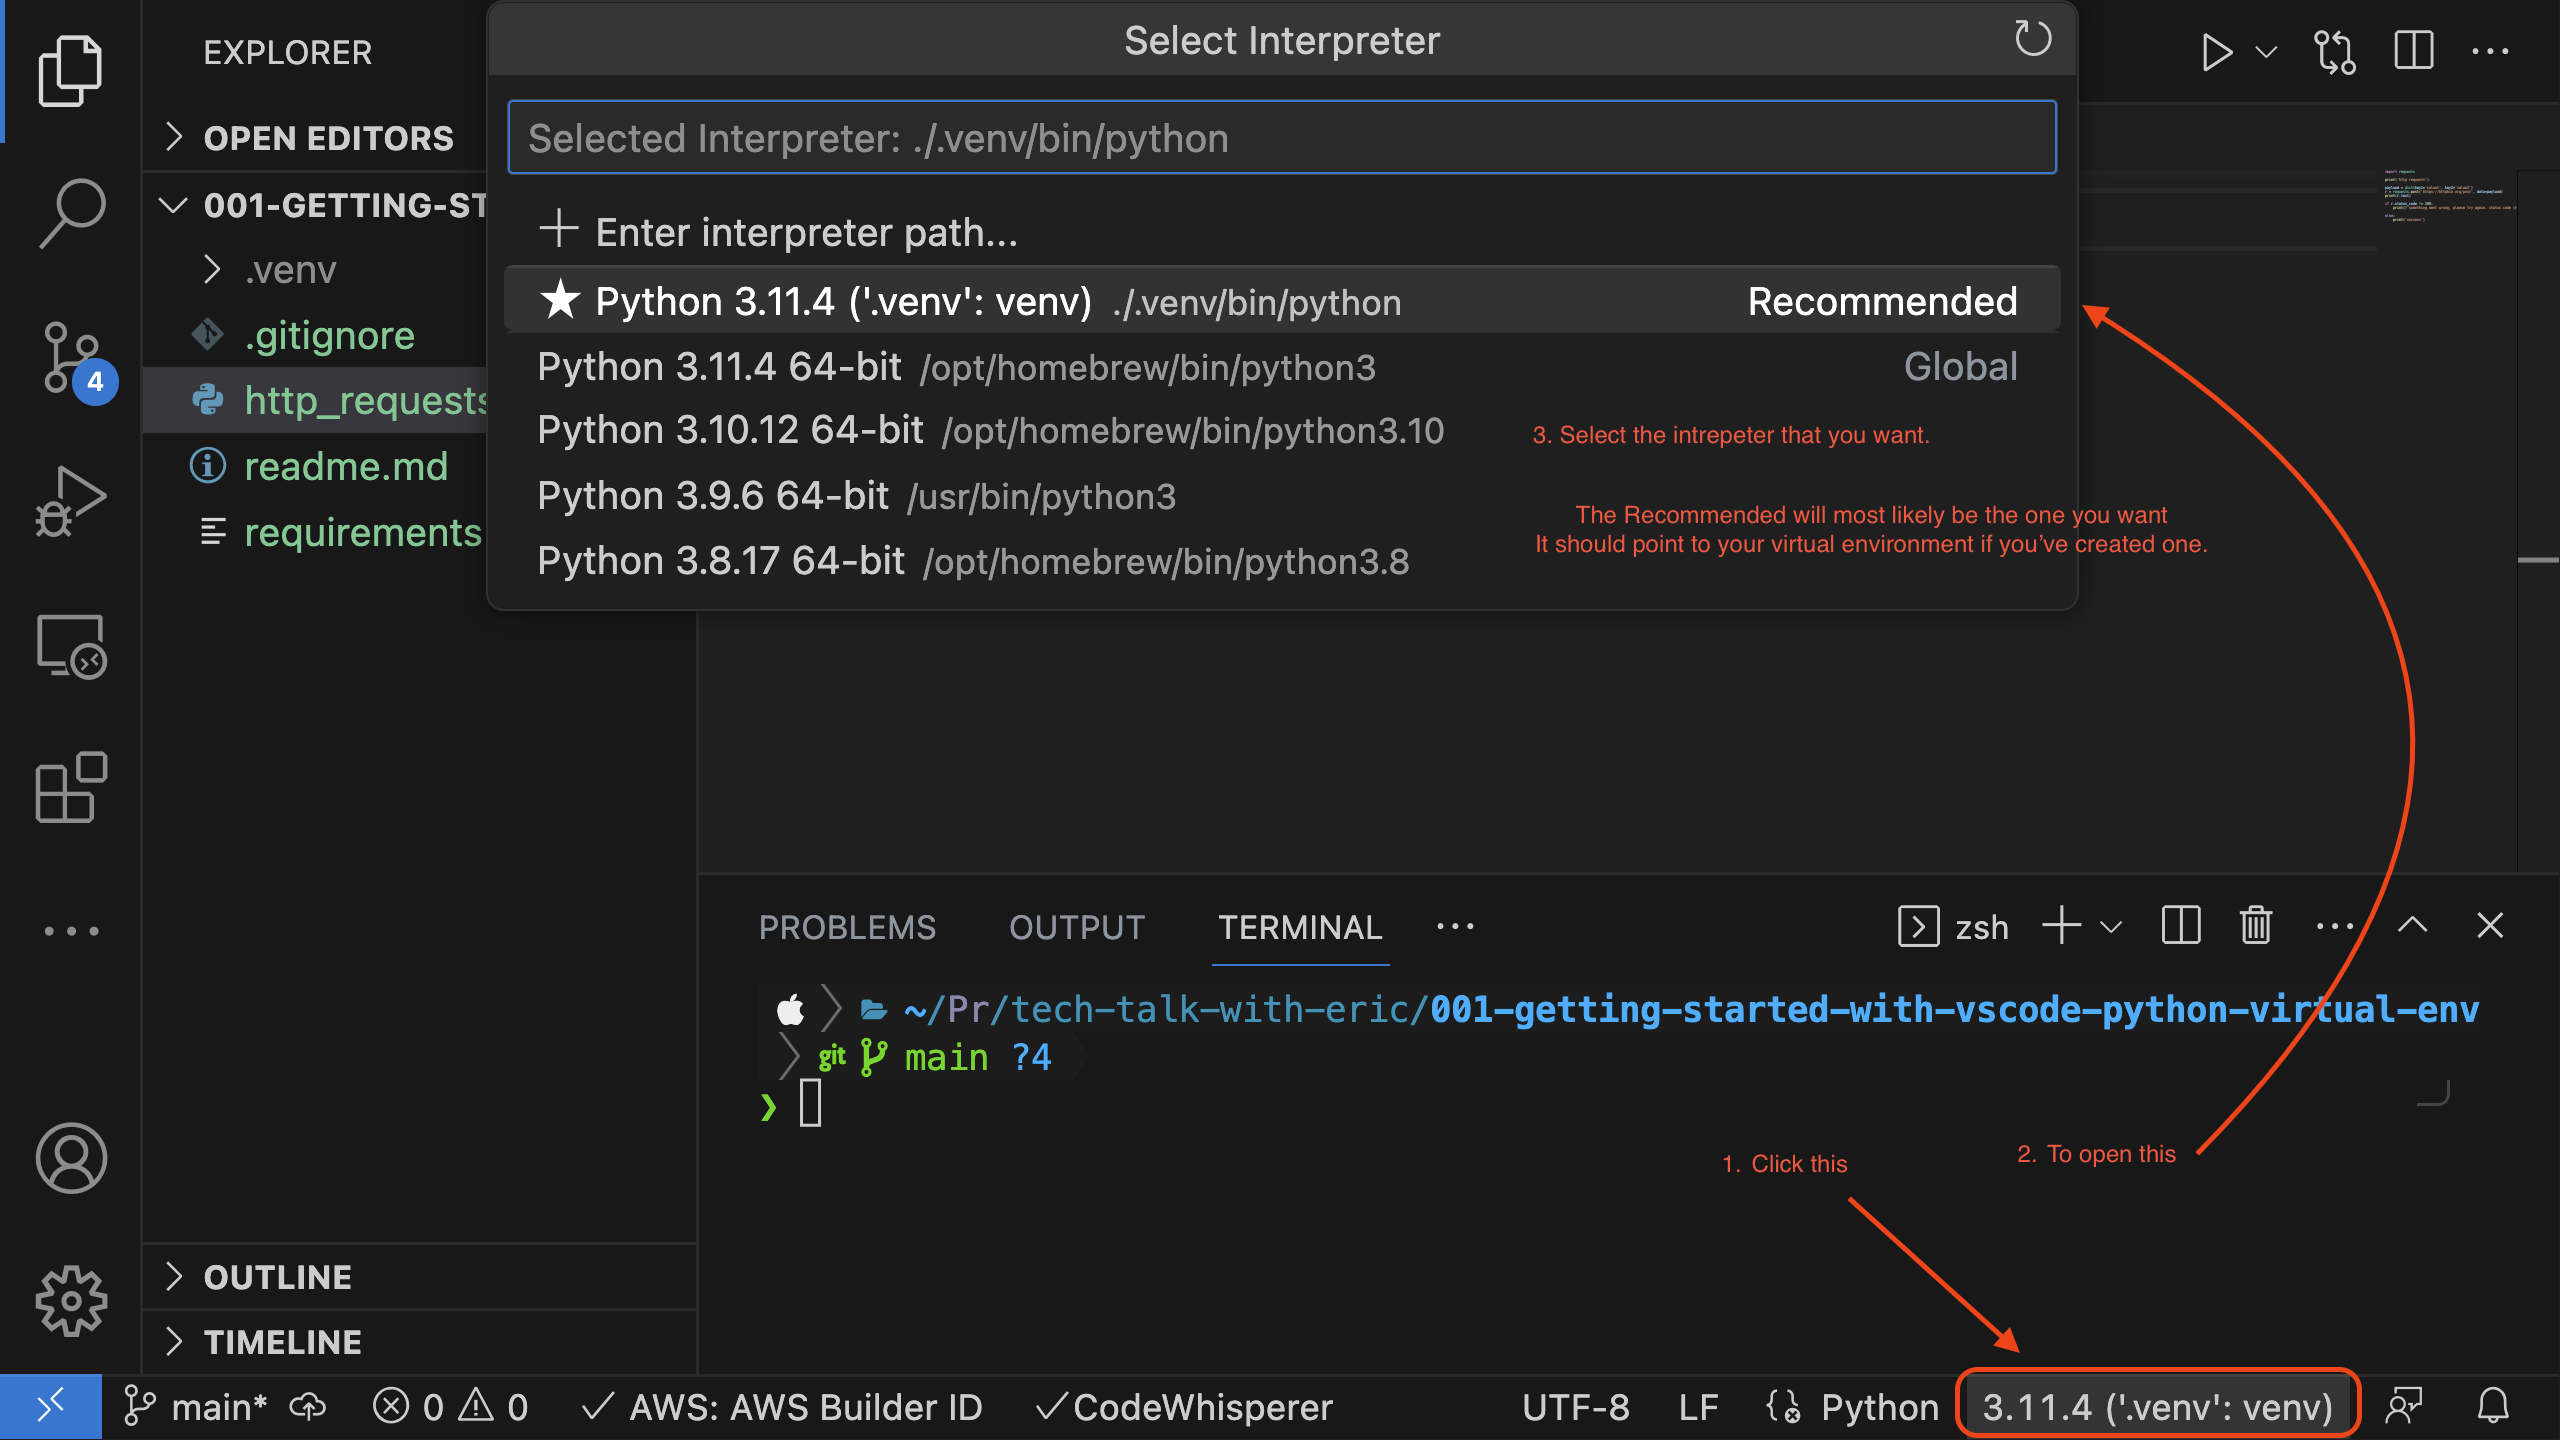 EXPLORER
OPEN EDITORS
001-GETTING-ST
.venv
.gitignore
http_requests
readme.md
requirements
4
Select Interpreter
Selected Interpreter: ./.venv/bin/python
Enter interpreter path...
Python 3.11.4 ('.venv': venv) ./.venv/bin/python Recommended
Python 3.11.4 64-bit /opt/homebrew/bin/python3 Global
Python 3.10.12 64-bit /opt/homebrew/bin/python3.10
Python 3.9.6 64-bit /usr/bin/python3
Python 3.8.17 64-bit /opt/homebrew/bin/python3.8
3. Select the intrepeter that you want.
The Recommended will most likely be the one you want
It should point to your virtual environment if you’ve created one.
PROBLEMS OUTPUT TERMINAL zsh
~/Pr/tech-talk-with-eric/001-getting-started-with-vscode-python-virtual-env
git main ?4
❯
1. Click this
2. To open this
OUTLINE
TIMELINE
main* 0 0 AWS: AWS Builder ID CodeWhisperer UTF-8 LF Python 3.11.4 ('.venv': venv)